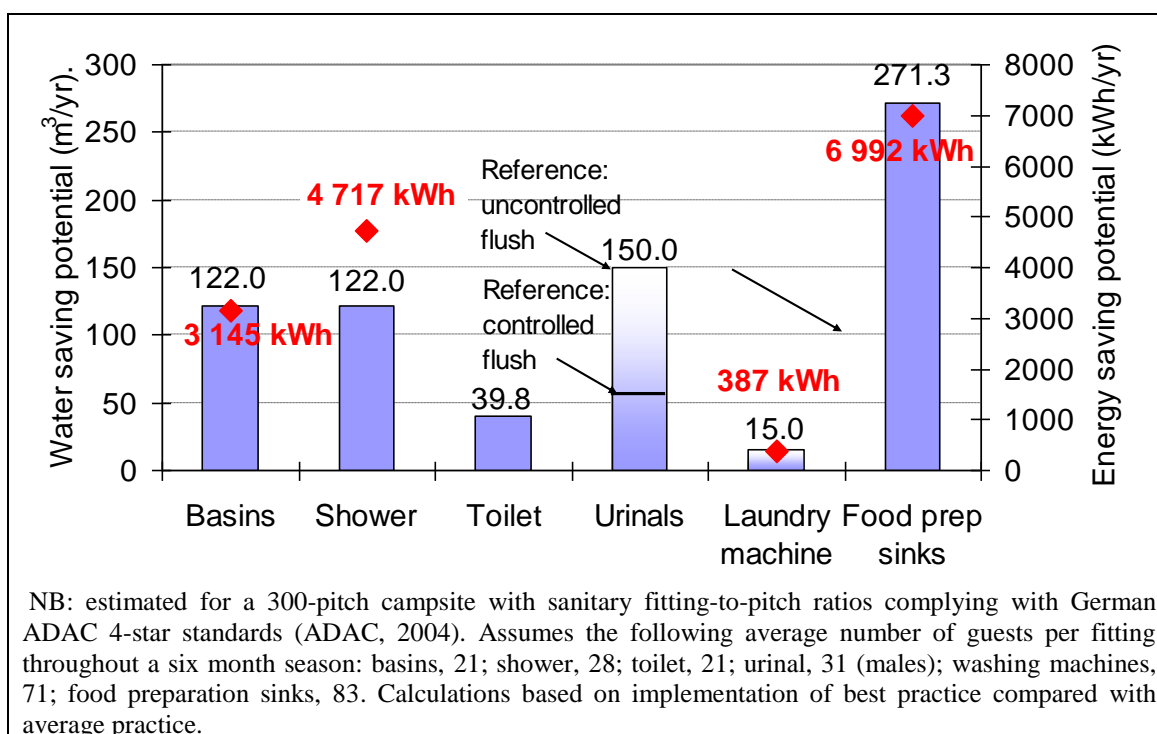 Water saving potential (m³/yr).
300
250
200
150
100
50
0
Energy saving potential (kWh/yr)
8000
7000
6000
5000
4000
3000
2000
1000
0
122.0
3 145 kWh
4 717 kWh
122.0
39.8
Reference:
uncontrolled
flush
150.0
Reference:
controlled
flush
387 kWh
15.0
271.3
6 992 kWh
Basins
Shower
Toilet
Urinals
Laundry
machine
Food prep
sinks
NB: estimated for a 300-pitch campsite with sanitary fitting-to-pitch ratios complying with German
ADAC 4-star standards (ADAC, 2004). Assumes the following average number of guests per fitting
throughout a six month season: basins, 21; shower, 28; toilet, 21; urinal, 31 (males); washing machines,
71; food preparation sinks, 83. Calculations based on implementation of best practice compared with
average practice.